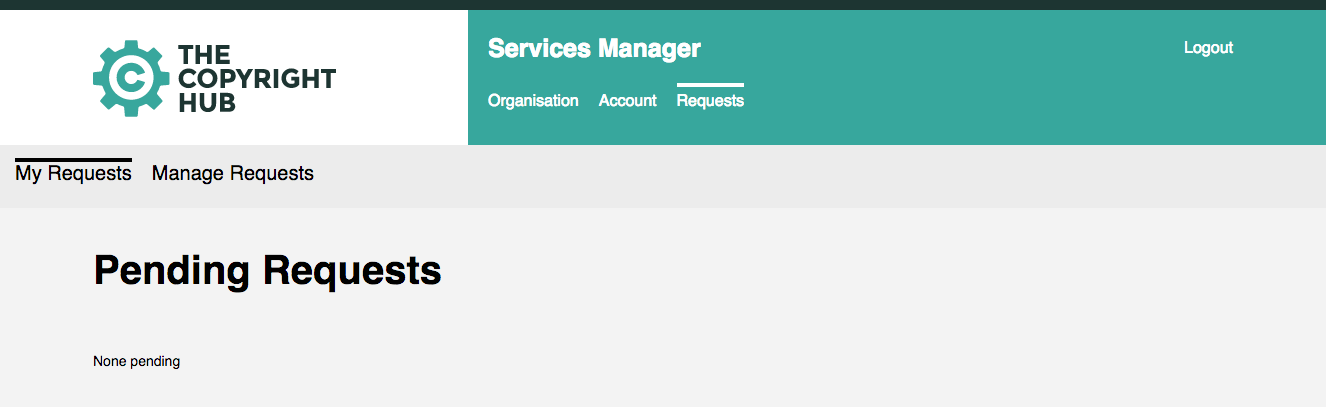 THE
COPYRIGHT
HUB
Services Manager
Logout
Organisation Account Requests
My Requests Manage Requests
Pending Requests
None pending